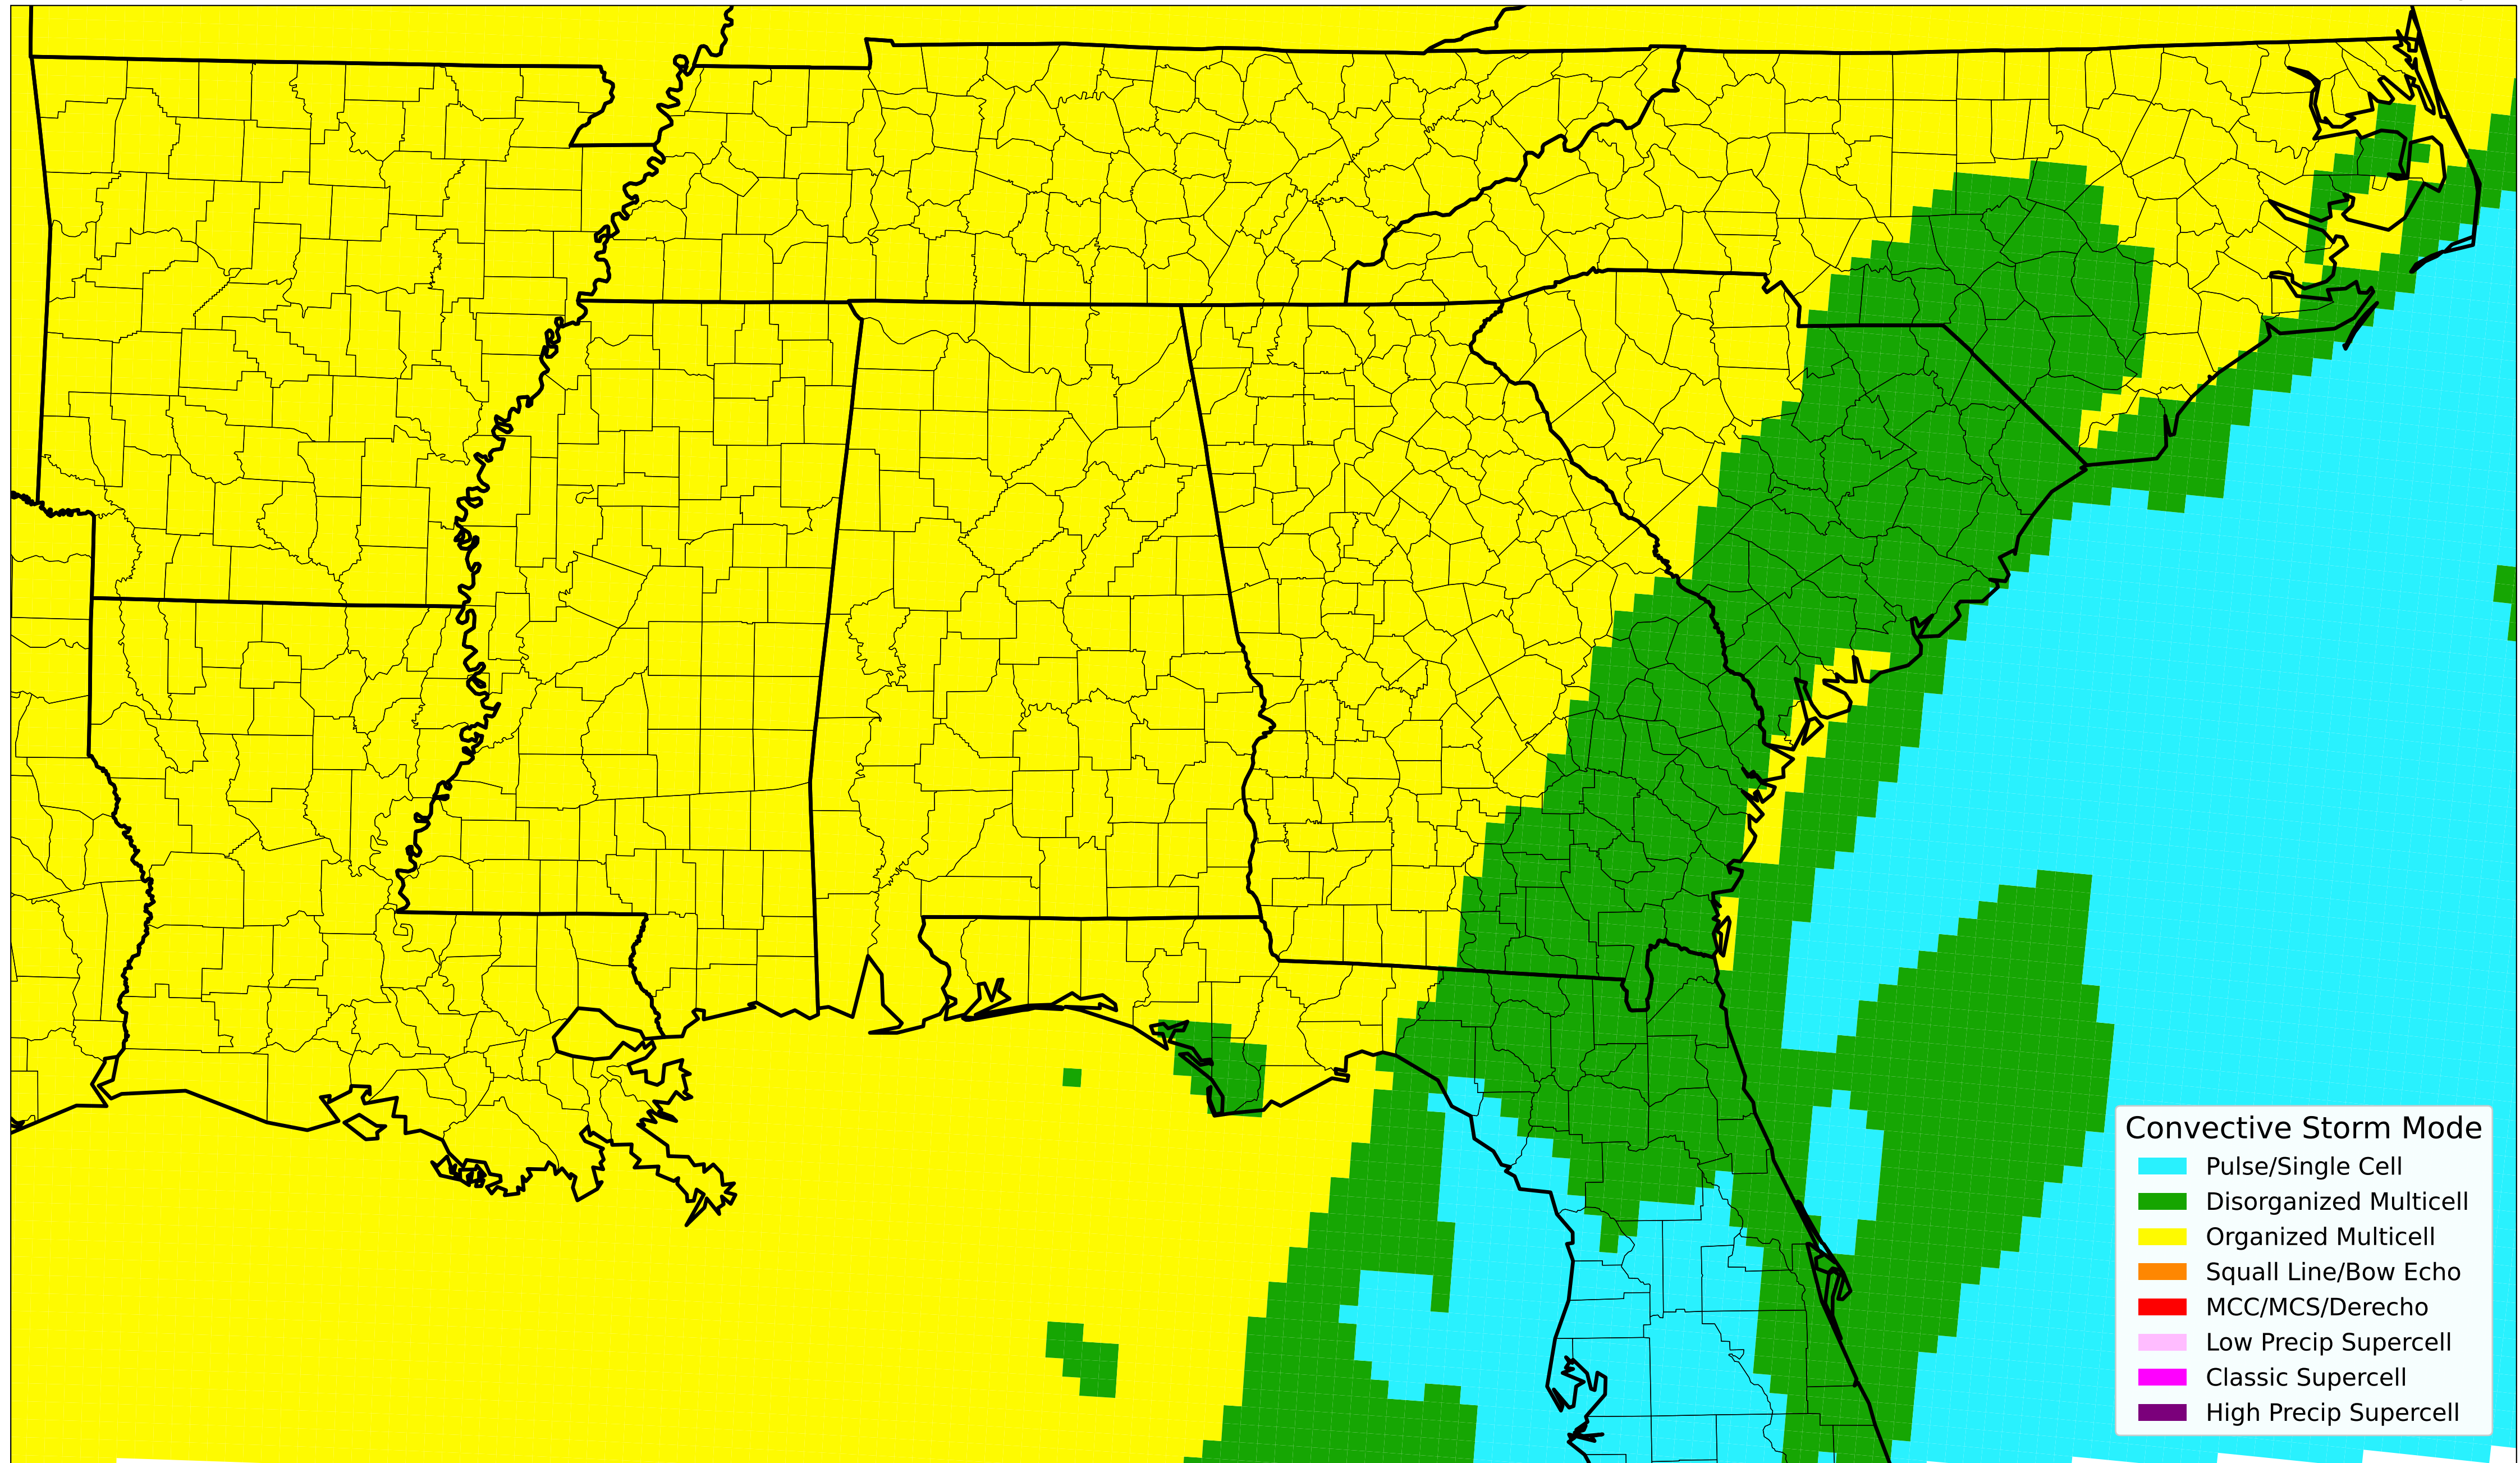 Convective Storm Mode
Pulse/Single Cell
Disorganized Multicell
Organized Multicell
Squall Line/Bow Echo
MCC/MCS/Derecho
Low Precip Supercell
Classic Supercell
High Precip Supercell